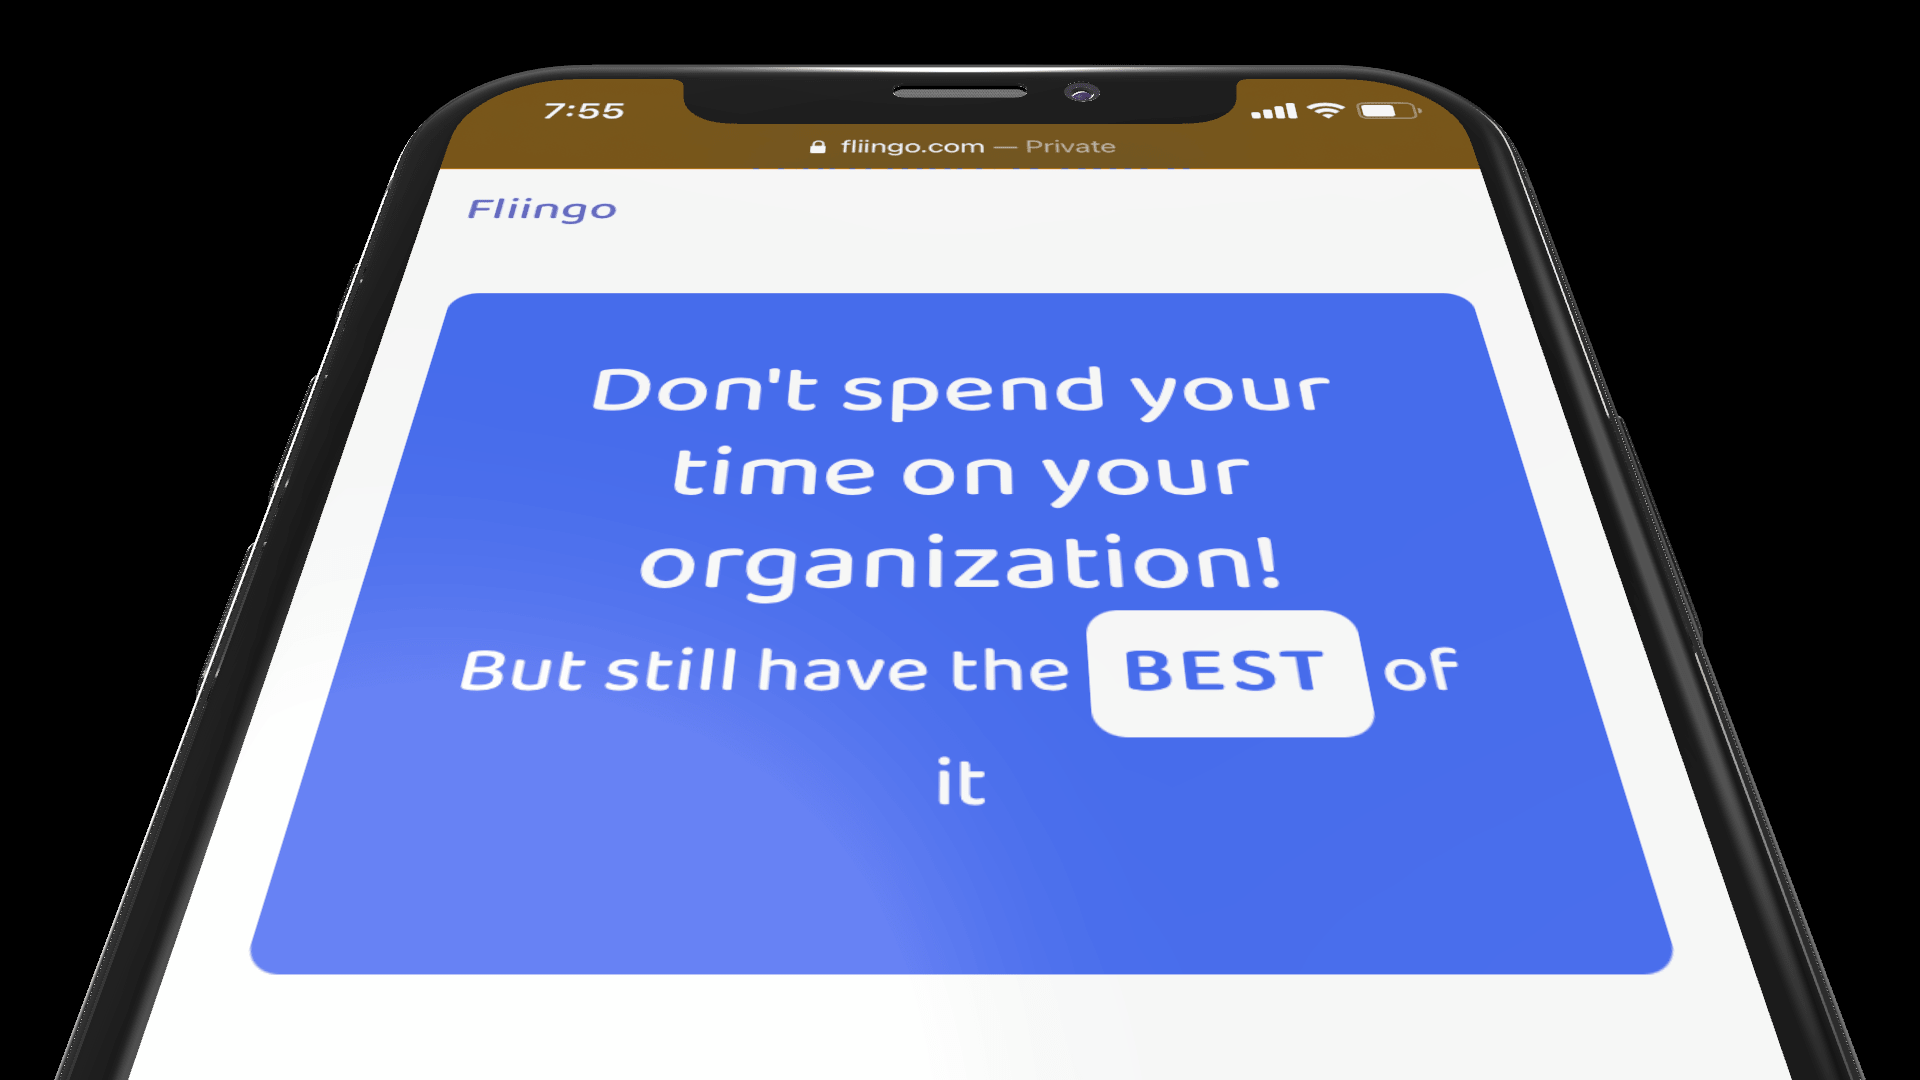 7:55
fliingo.com — Private
Fliingo
Don't spend your
time on your
organization!
But still have the BEST of
it